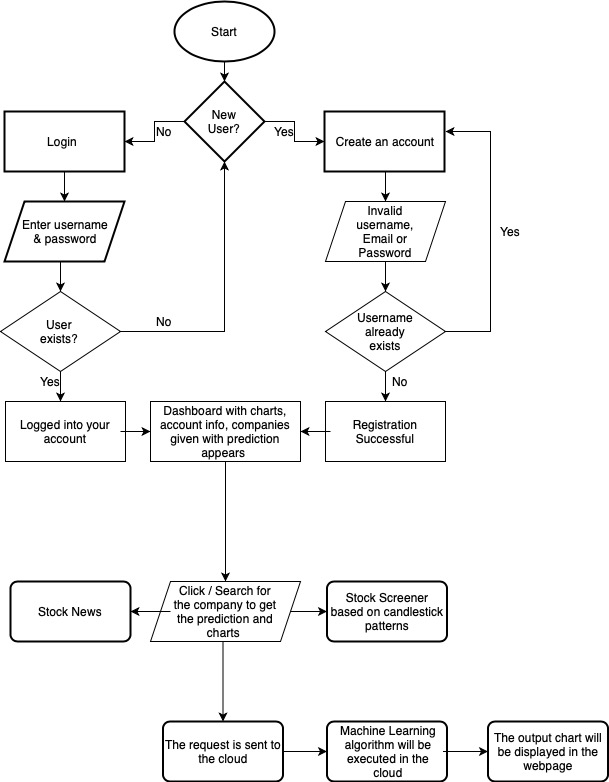 Start
New
User?
No
Yes
Login
Create an account
Enter username
& password
Invalid
username,
Email or
Password
Yes
User
exists?
No
Username
already
exists
Yes
No
Logged into your
account
Dashboard with charts,
account info, companies
given with prediction
appears
Registration
Successful
Stock News
Click / Search for
the company to get
the prediction and
charts
Stock Screener
based on candlestick
patterns
The request is sent to
the cloud
Machine Learning
algorithm will be
executed in the
cloud
The output chart will
be displayed in the
webpage